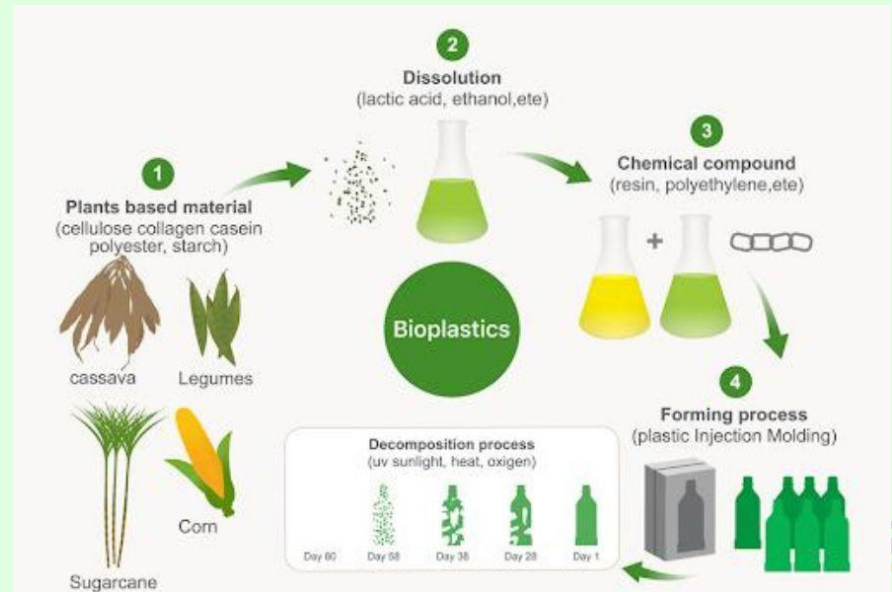 1
Plants based material
(cellulose collagen casein
polyester, starch)
cassava
Legumes
Sugarcane
Corn
2
Dissolution
(lactic acid, ethanol,ete)
3
Chemical compound
(resin, polyethylene,ete)
Bioplastics
4
Forming process
(plastic Injection Molding)
Decomposition process
(uv sunlight, heat, oxigen)
Day 60 Day 58 Day 38 Day 28 Day 1